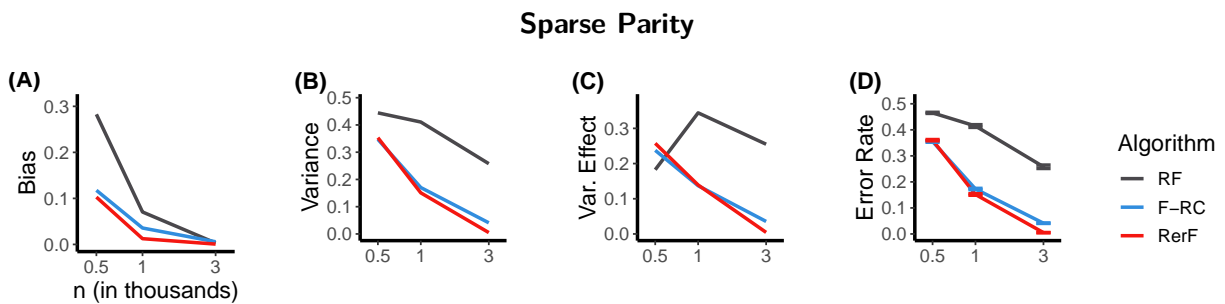 Sparse Parity
(A)
Bias
0.3
0.2
0.1
0.0
0.5 1 3
n (in thousands)
(B)
Variance
0.5
0.4
0.3
0.2
0.1
0.0
0.5 1 3
(C)
Var. Effect
0.3
0.2
0.1
0.0
0.5 1 3
(D)
Error Rate
0.5
0.4
0.3
0.2
0.1
0.0
0.5 1 3
Algorithm
RF
F−RC
RerF